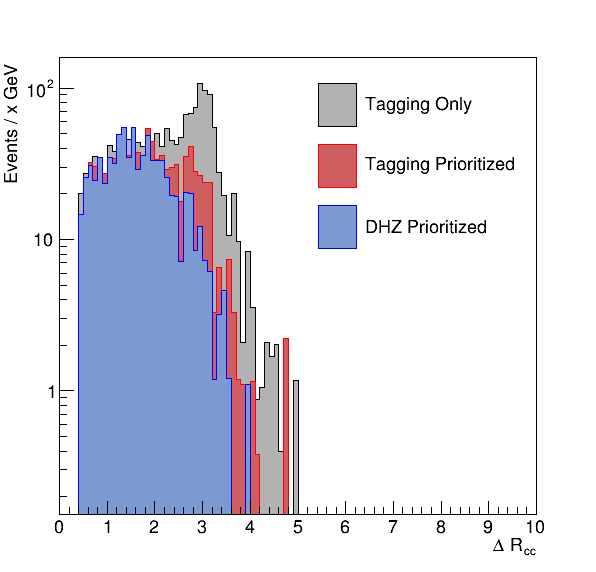 Events / x GeV
10²
10
1
Tagging Only
Tagging Prioritized
DHZ Prioritized
0 1 2 3 4 5 6 7 8 9 10
Δ Rcc